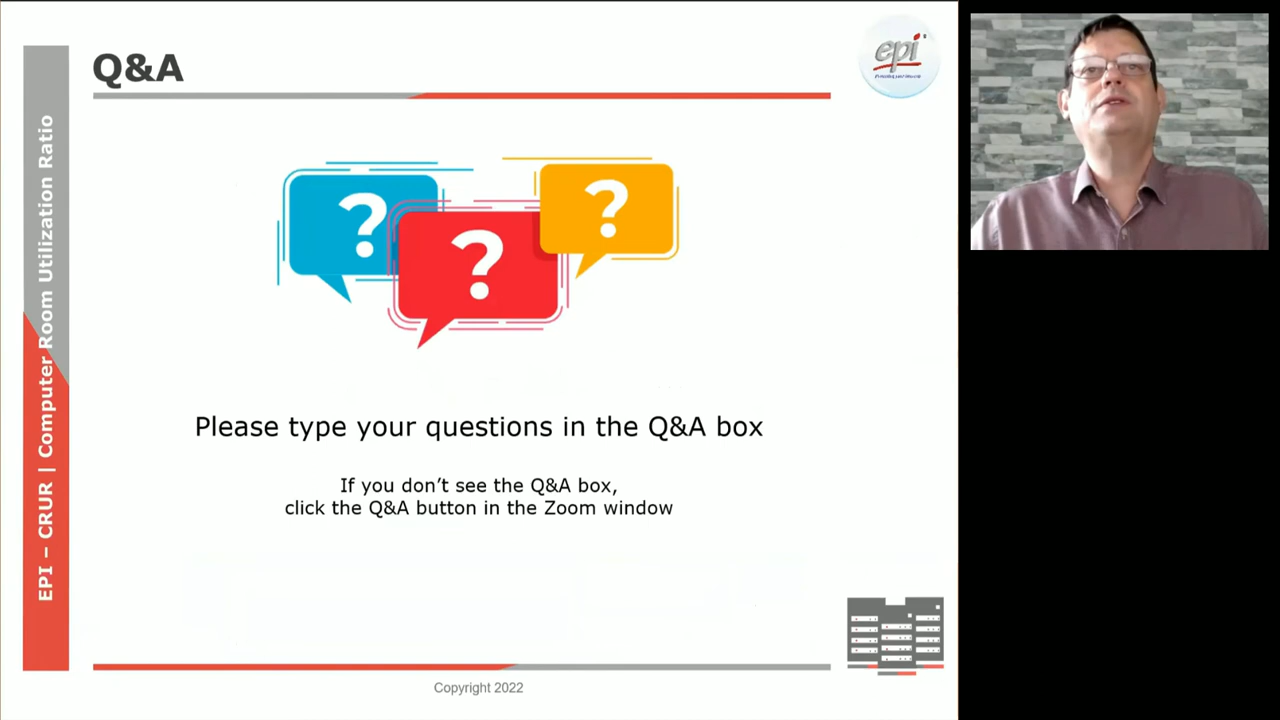 Q&A
epi
EPI – CRUR | Computer Room Utilization Ratio
? ? ?
Please type your questions in the Q&A box
If you don’t see the Q&A box,
click the Q&A button in the Zoom window
Copyright 2022